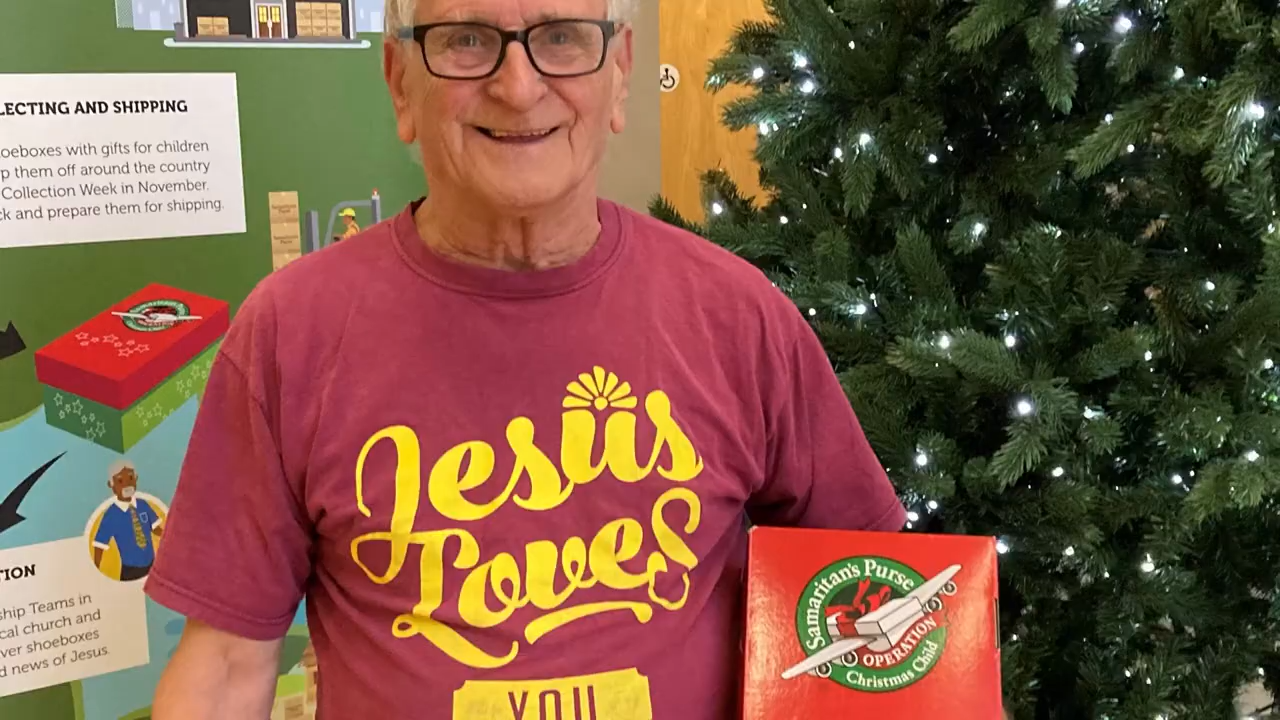 LECTING AND SHIPPING
oeboxes with gifts for children
p them off around the country
Collection Week in November.
ck and prepare them for shipping.
TION
ship Teams in
cal church and
ver shoeboxes
d news of Jesus.
Jesus
Loves
YOU
Samaritan's Purse
OPERATION
Christmas Child